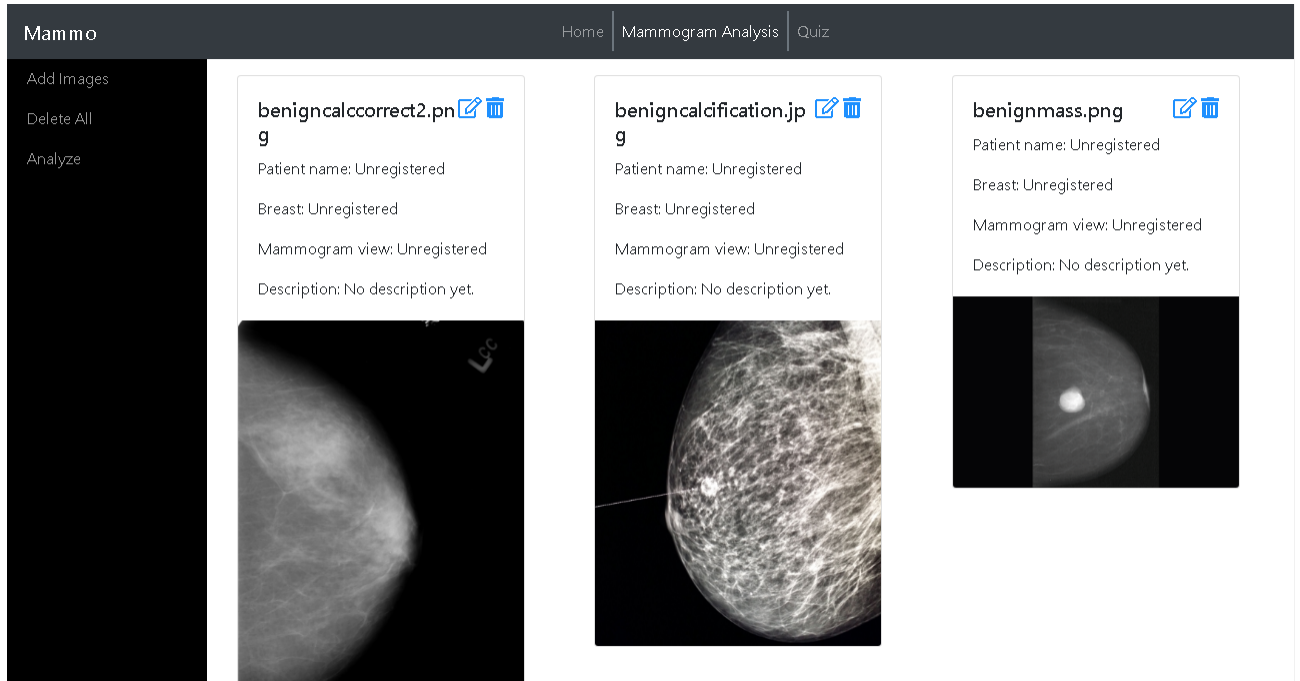 Mammo
Home
Mammogram Analysis
Quiz
Add Images
Delete All
Analyze
benigncalccorrect2.pn
g
Patient name: Unregistered
Breast: Unregistered
Mammogram view: Unregistered
Description: No description yet.
LCC
benigncalcification.jp
g
Patient name: Unregistered
Breast: Unregistered
Mammogram view: Unregistered
Description: No description yet.
benignmass.png
Patient name: Unregistered
Breast: Unregistered
Mammogram view: Unregistered
Description: No description yet.